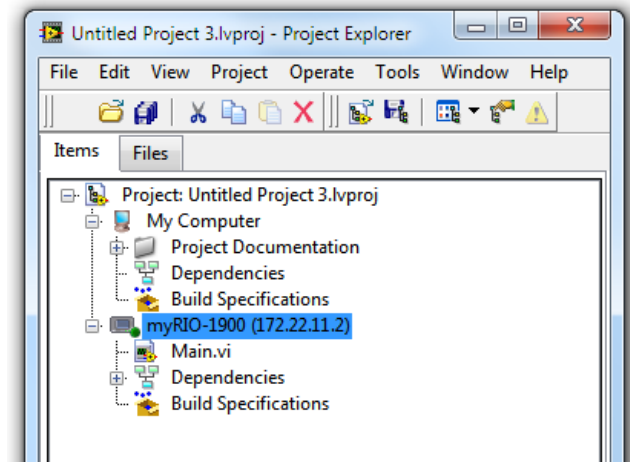 Untitled Project 3.lvproj - Project Explorer
File Edit View Project Operate Tools Window Help
Items Files
Project: Untitled Project 3.lvproj
My Computer
Project Documentation
Dependencies
Build Specifications
myRIO-1900 (172.22.11.2)
Main.vi
Dependencies
Build Specifications